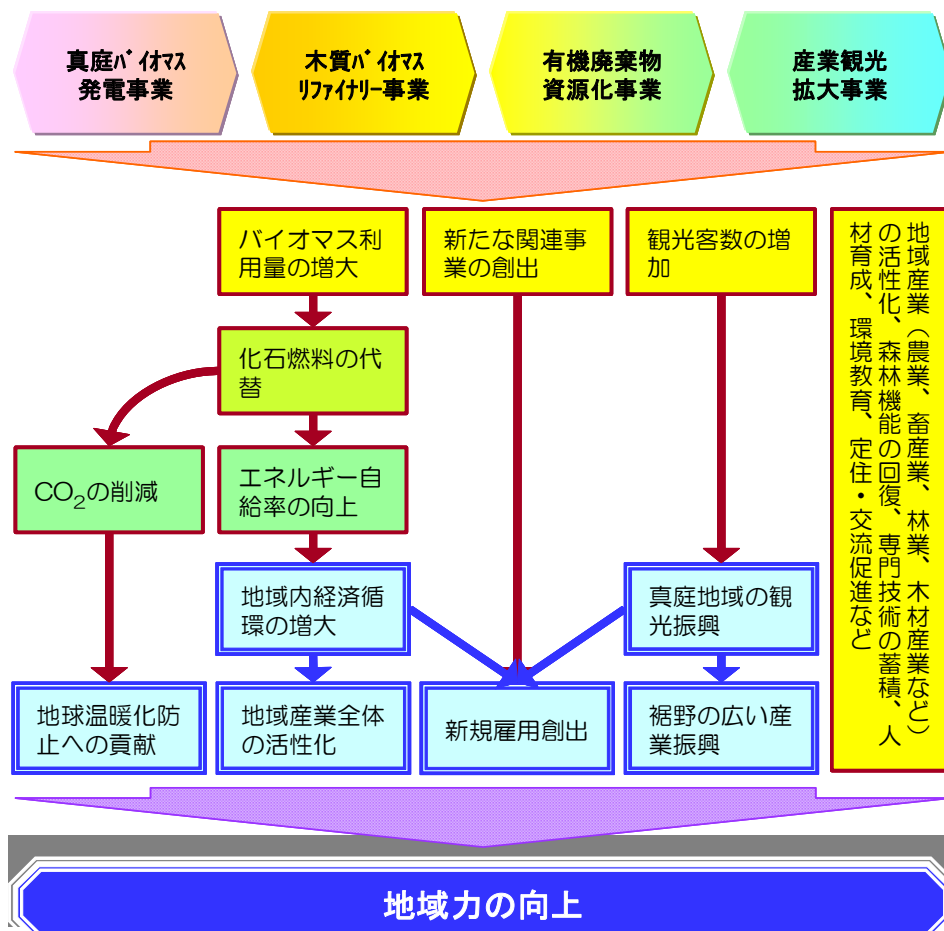 真庭ﾊﾞｲｵﾏｽ
発電事業
木質ﾊﾞｲｵﾏｽ
ﾘﾌｧｲﾅﾘｰ事業
有機廃棄物
資源化事業
産業観光
拡大事業
バイオマス利
用量の増大
新たな関連事
業の創出
観光客数の増
加
地域産業（農業、畜産業、林業、木材産業など）
の活性化、森林機能の回復、専門技術の蓄積、人
材育成、環境教育、定住・交流促進など
化石燃料の代
替
CO₂の削減
エネルギー自
給率の向上
地域内経済循
環の増大
真庭地域の観
光振興
地球温暖化防
止への貢献
地域産業全体
の活性化
新規雇用創出
裾野の広い産
業振興
地域力の向上